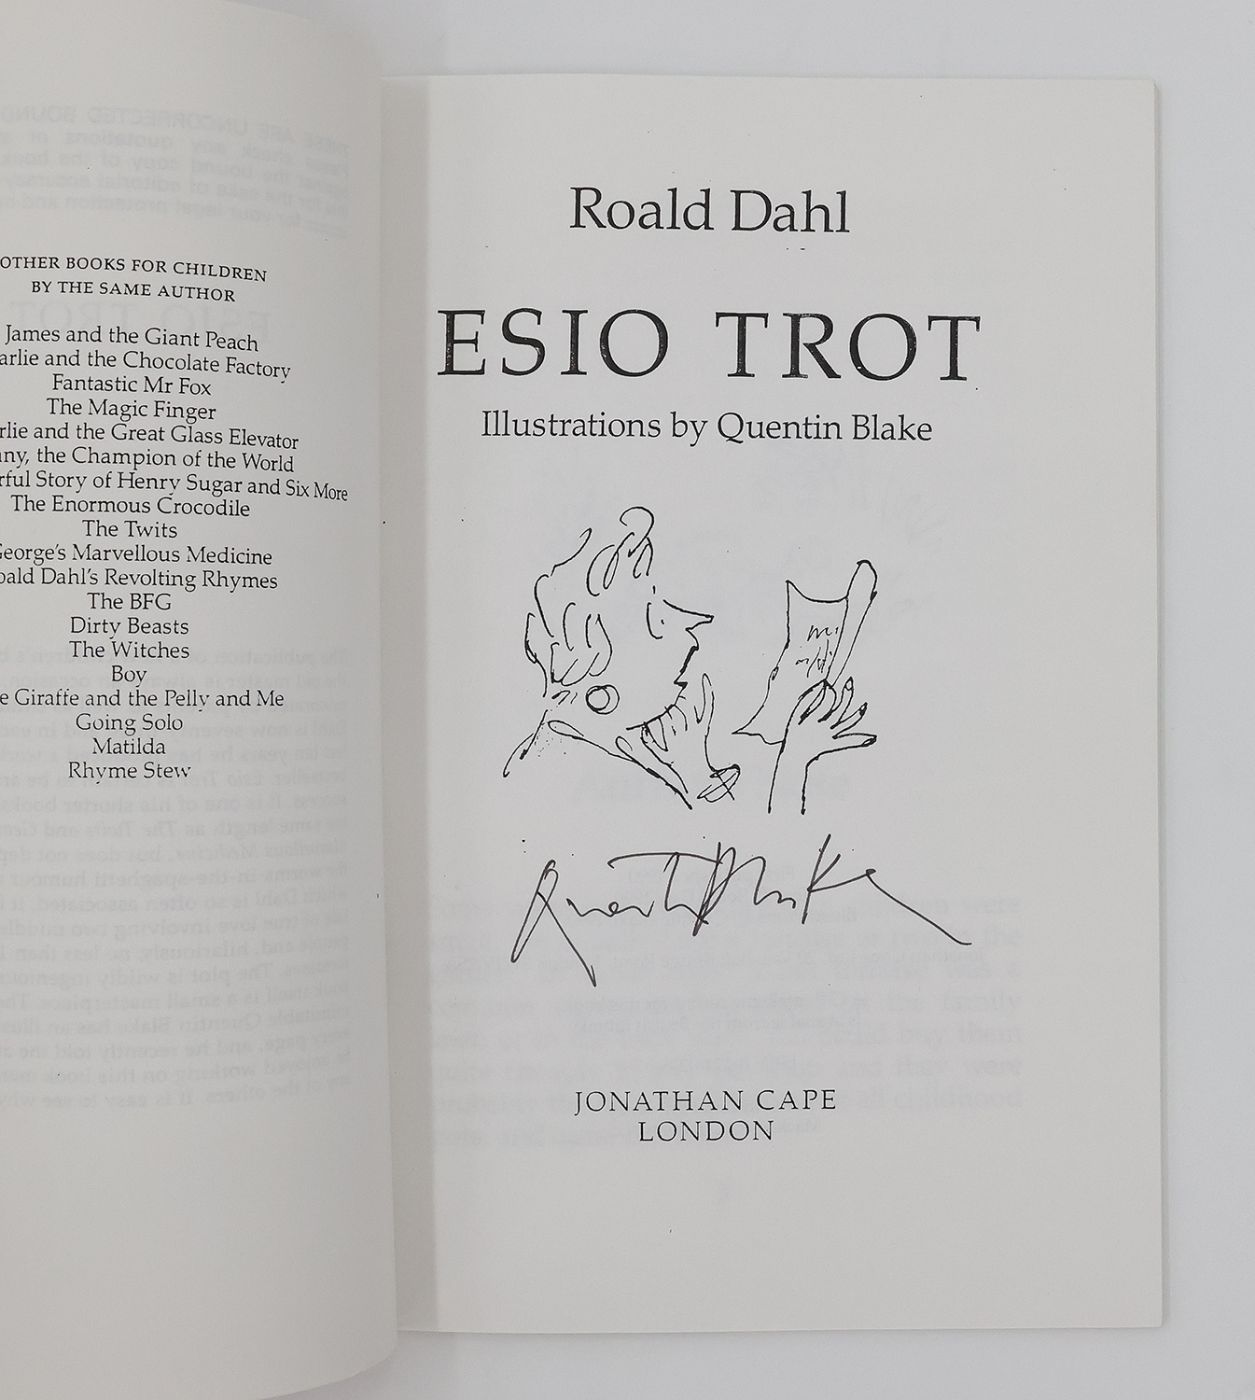 OTHER BOOKS FOR CHILDREN
BY THE SAME AUTHOR
James and the Giant Peach
arlie and the Chocolate Factory
Fantastic Mr Fox
The Magic Finger
rlie and the Great Glass Elevator
ny, the Champion of the World
rful Story of Henry Sugar and Six More
The Enormous Crocodile
The Twits
George's Marvellous Medicine
oald Dahl's Revolting Rhymes
The BFG
Dirty Beasts
The Witches
Boy
e Giraffe and the Pelly and Me
Going Solo
Matilda
Rhyme Stew
Roald Dahl
ESIO TROT
Illustrations by Quentin Blake
Quentin Blake
JONATHAN CAPE
LONDON